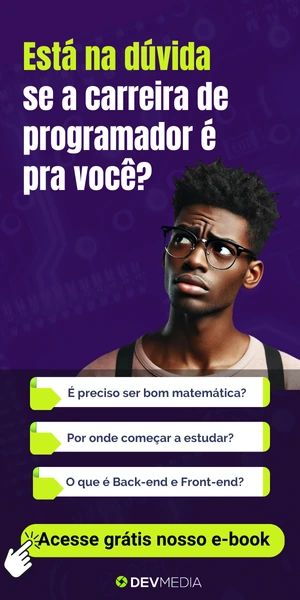 Está na dúvida
se a carreira de
programador é
pra você?
É preciso ser bom matemática?
Por onde começar a estudar?
O que é Back-end e Front-end?
Acesse grátis nosso e-book
DEVMEDIA